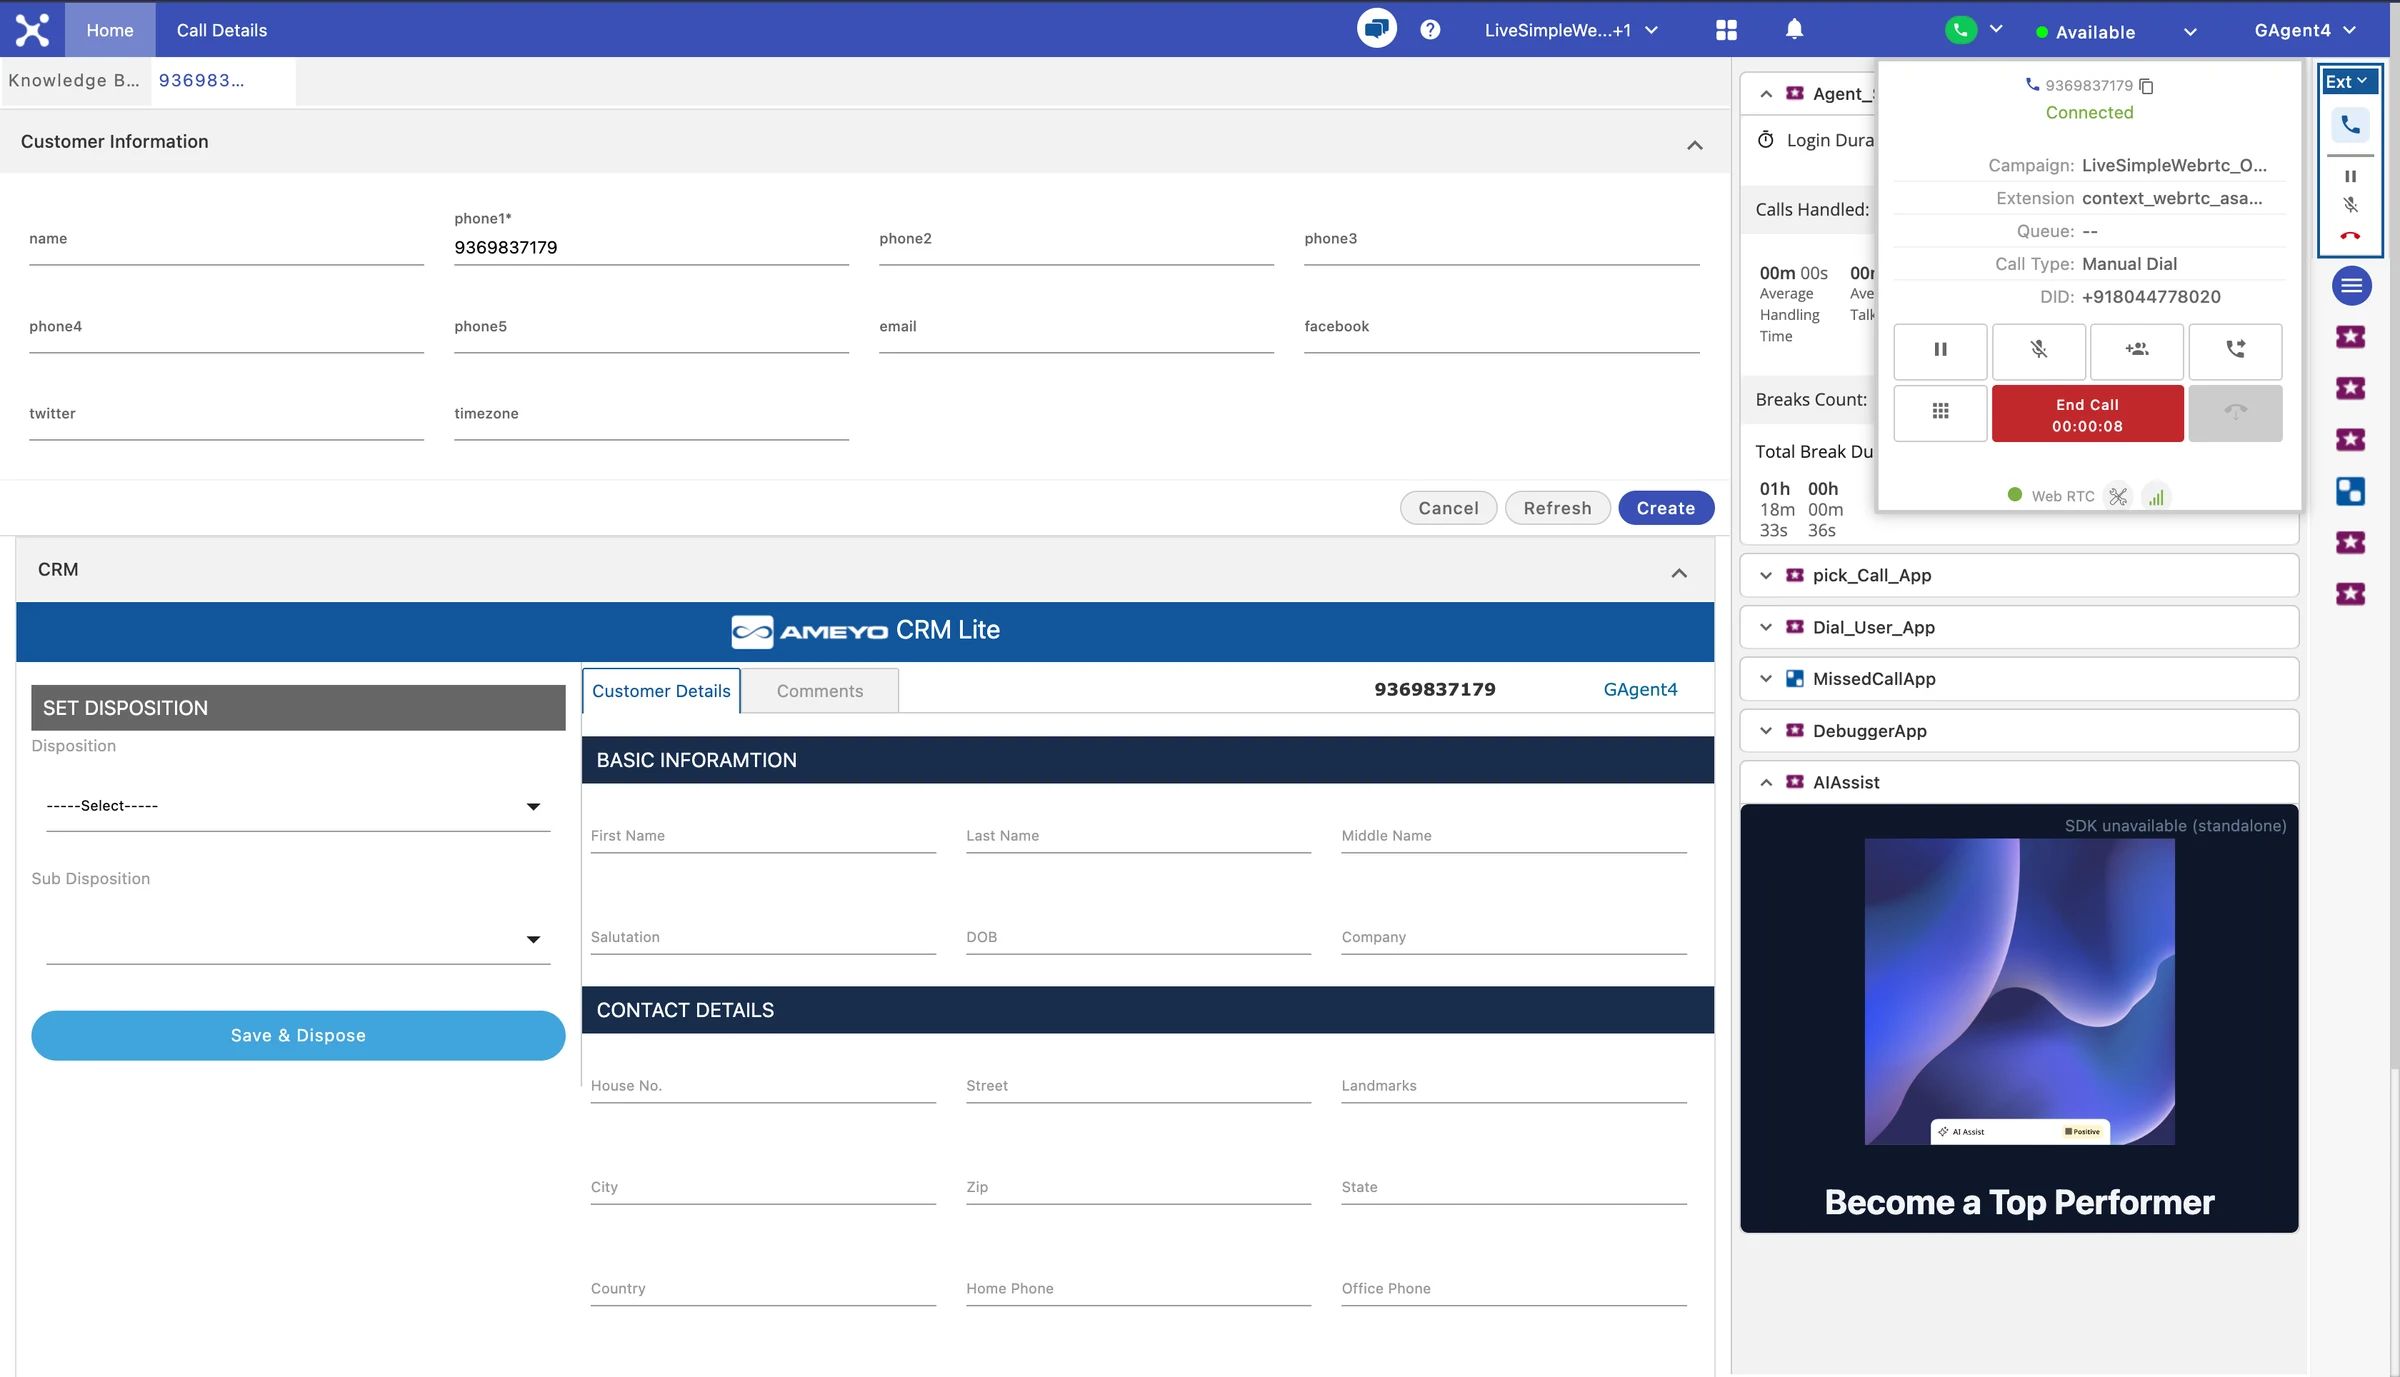 Home
Call Details
LiveSimpleWe...+1
Available
GAgent4
Knowledge B...
936983...
Customer Information
name
phone1*
9369837179
phone2
phone3
phone4
phone5
email
facebook
twitter
timezone
Cancel
Refresh
Create
CRM
AMEYO CRM Lite
SET DISPOSITION
Disposition
-----Select-----
Sub Disposition
Save & Dispose
Customer Details
Comments
9369837179
GAgent4
BASIC INFORAMTION
First Name
Last Name
Middle Name
Salutation
DOB
Company
CONTACT DETAILS
House No.
Street
Landmarks
City
Zip
State
Country
Home Phone
Office Phone
Login Dura
Calls Handled:
00m 00s
Average
Handling
Time
Breaks Count:
Total Break Du
01h 00h
18m 00m
33s 36s
9369837179
Connected
Campaign: LiveSimpleWebrtc_O...
Extension context_webrtc_asa...
Queue: --
Call Type: Manual Dial
DID: +918044778020
End Call
00:00:08
Web RTC
Ext
pick_Call_App
Dial_User_App
MissedCallApp
DebuggerApp
AIAssist
SDK unavailable (standalone)
AI Assist
Positive
Become a Top Performer